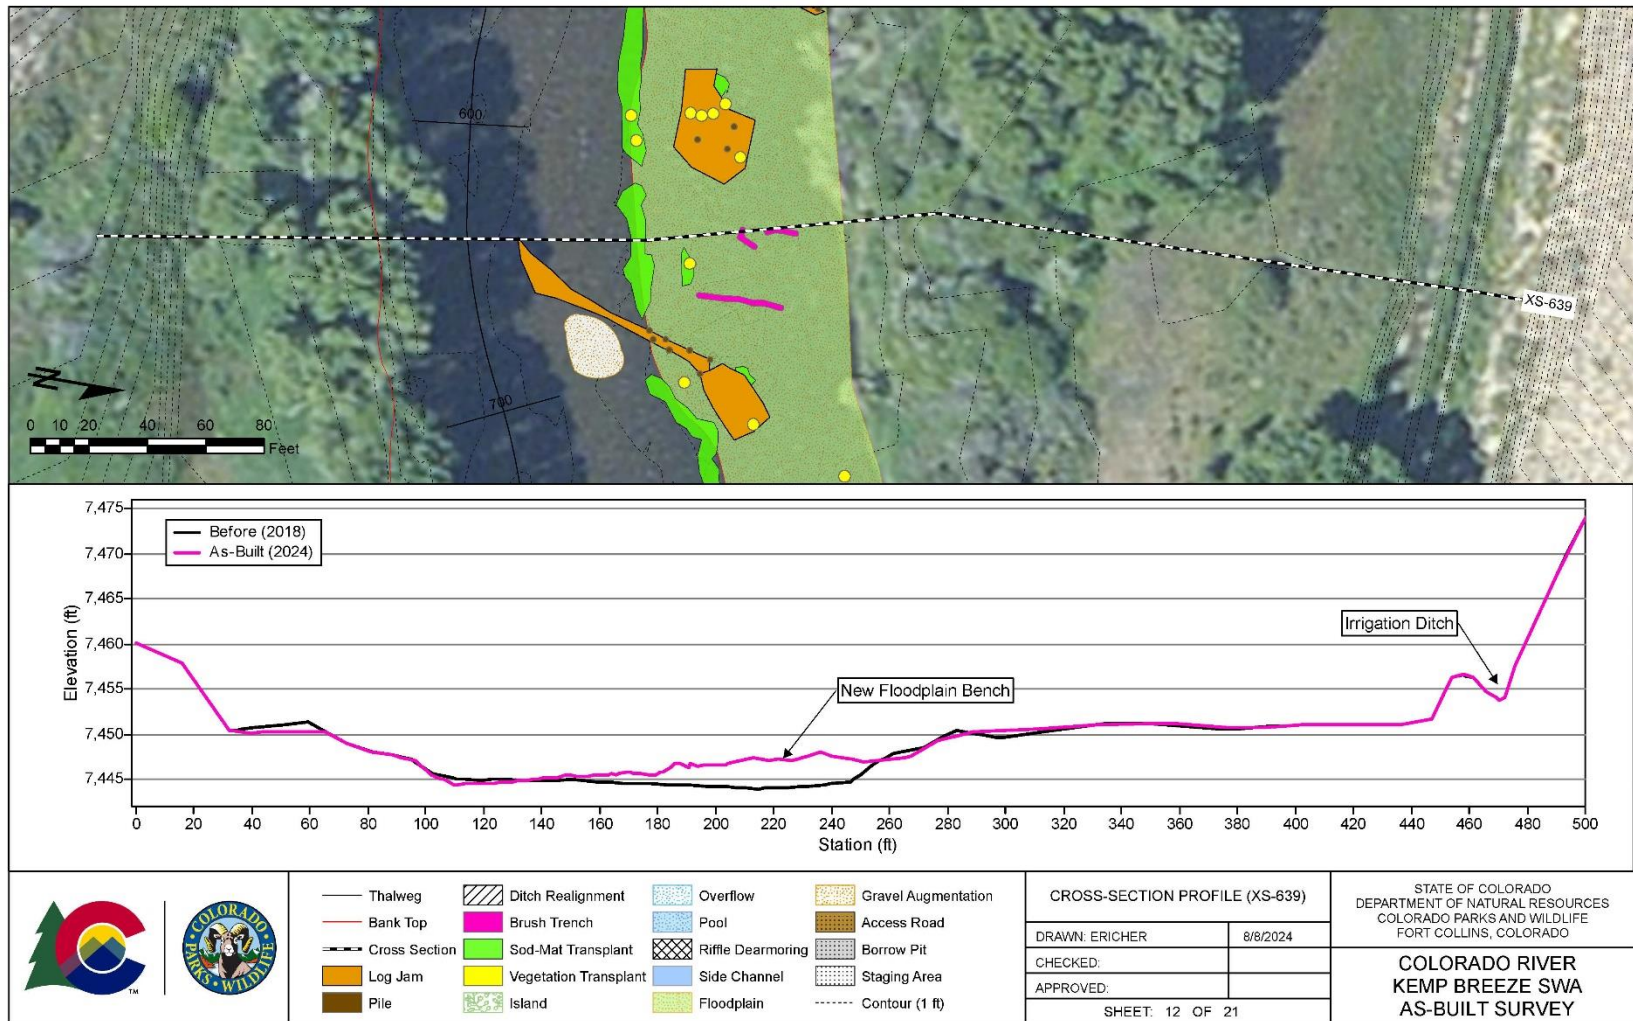 600
XS-639
N
700
0 10 20 40 60 80
Feet
7,475
7,470
7,465
7,460
7,455
7,450
7,445
Elevation (ft)
Before (2018)
As-Built (2024)
Irrigation Ditch
New Floodplain Bench
0 20 40 60 80 100 120 140 160 180 200 220 240 260 280 300 320 340 360 380 400 420 440 460 480 500
Station (ft)
TM
COLORADO
PARKS • WILDLIFE
Thalweg
Bank Top
Cross Section
Log Jam
Pile
Ditch Realignment
Brush Trench
Sod-Mat Transplant
Vegetation Transplant
Island
Overflow
Pool
Riffle Dearmoring
Side Channel
Floodplain
Gravel Augmentation
Access Road
Borrow Pit
Staging Area
Contour (1 ft)
CROSS-SECTION PROFILE (XS-639)
DRAWN: ERICHER 8/8/2024
CHECKED:
APPROVED:
SHEET: 12 OF 21
STATE OF COLORADO
DEPARTMENT OF NATURAL RESOURCES
COLORADO PARKS AND WILDLIFE
FORT COLLINS, COLORADO
COLORADO RIVER
KEMP BREEZE SWA
AS-BUILT SURVEY